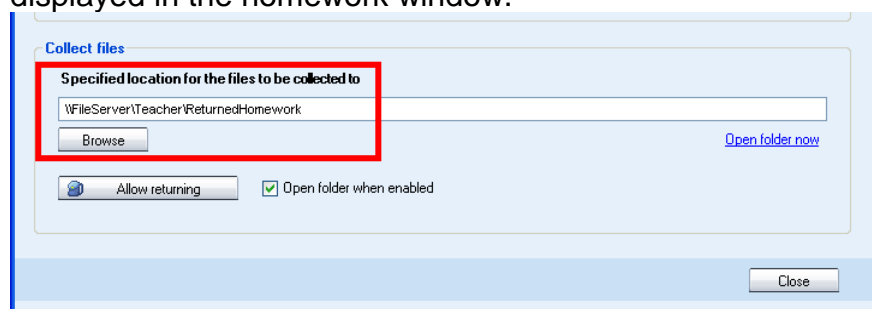 displayed in the homework window.
Collect files
Specified location for the files to be collected to
\\FileServer\Teacher\ReturnedHomework
Browse
Open folder now
Allow returning
Open folder when enabled
Close